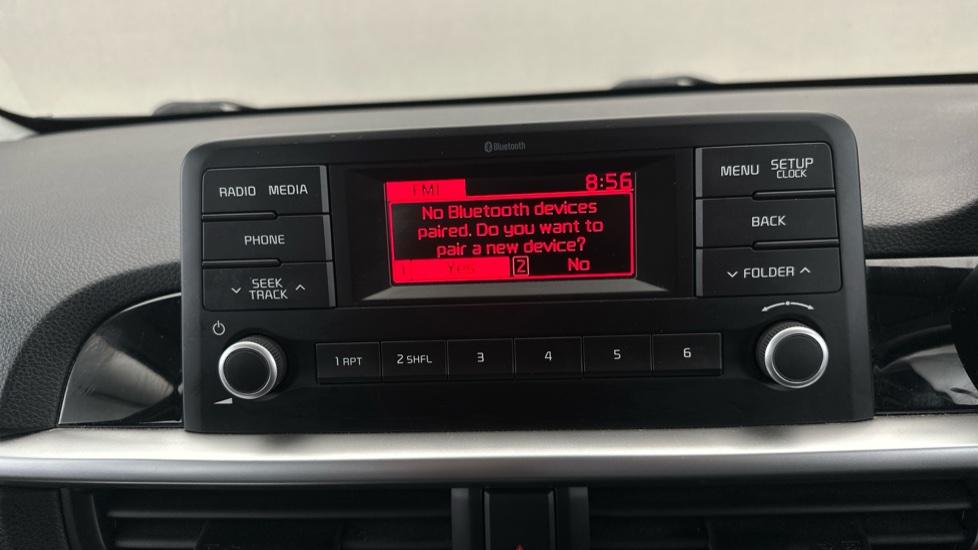 Bluetooth
RADIO MEDIA
PHONE
SEEK
TRACK
FM1
8:56
No Bluetooth devices
paired. Do you want to
pair a new device?
1 Yes
2 No
MENU SETUP
CLOCK
BACK
FOLDER
1 RPT
2 SHFL
3
4
5
6